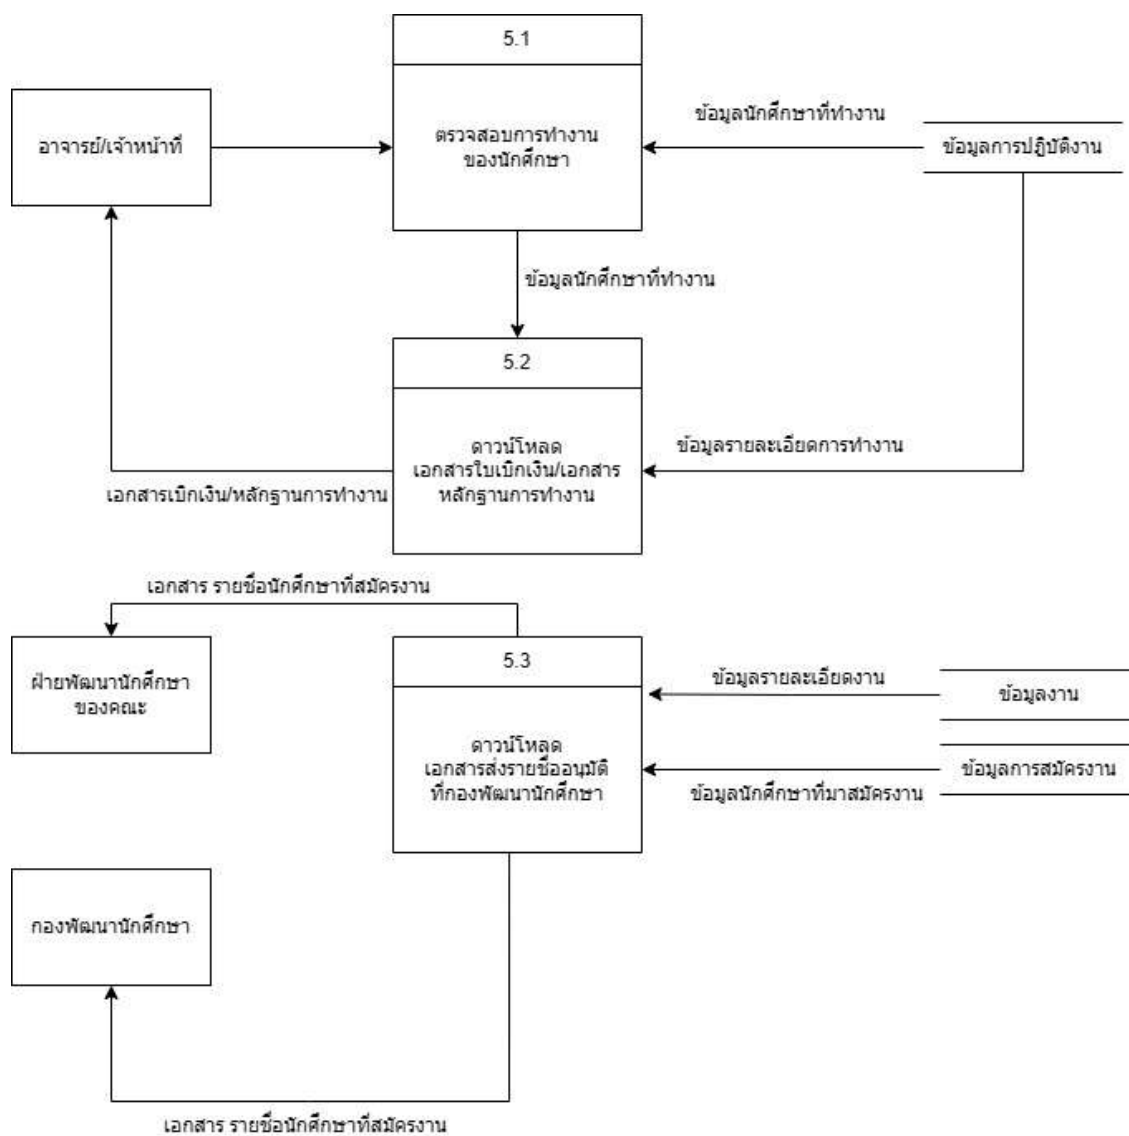 5.1
อาจารย์/เจ้าหน้าที่
ตรวจสอบการทำงาน
ของนักศึกษา
ข้อมูลนักศึกษาที่ทำงาน
ข้อมูลการปฏิบัติงาน
ข้อมูลนักศึกษาที่ทำงาน
5.2
ดาวน์โหลด
เอกสารใบเบิกเงิน/เอกสาร
หลักฐานการทำงาน
ข้อมูลรายละเอียดการทำงาน
เอกสารเบิกเงิน/หลักฐานการทำงาน
เอกสาร รายชื่อนักศึกษาที่สมัครงาน
5.3
ฝ่ายพัฒนานักศึกษา
ของคณะ
ข้อมูลรายละเอียดงาน
ข้อมูลงาน
ดาวน์โหลด
เอกสารส่งรายชื่ออนุมัติ
ที่กองพัฒนานักศึกษา
ข้อมูลการสมัครงาน
ข้อมูลนักศึกษาที่มาสมัครงาน
กองพัฒนานักศึกษา
เอกสาร รายชื่อนักศึกษาที่สมัครงาน